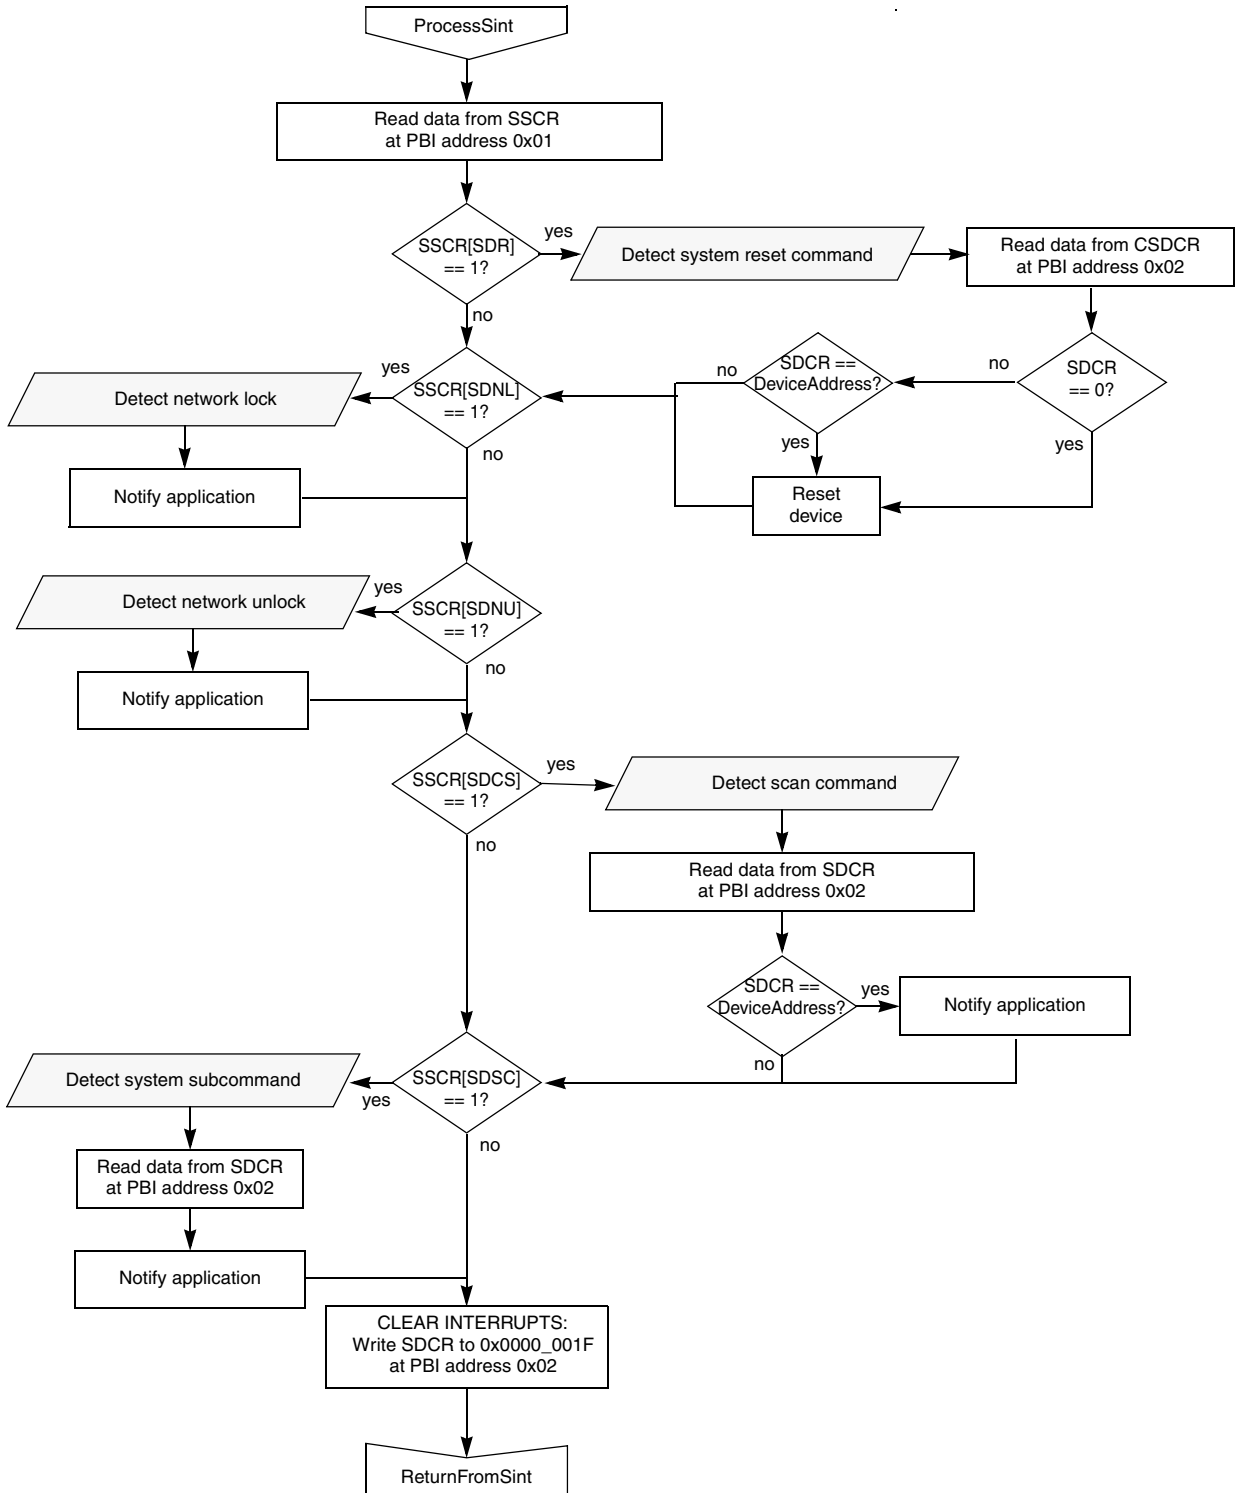 ProcessSint
Read data from SSCR
at PBI address 0x01
SSCR[SDR]
== 1?
yes
no
Detect system reset command
Read data from CSDCR
at PBI address 0x02
SDCR
== 0?
no
yes
SDCR ==
DeviceAddress?
no
yes
Reset
device
SSCR[SDNL]
== 1?
yes
no
Detect network lock
Notify application
SSCR[SDNU]
== 1?
yes
no
Detect network unlock
Notify application
SSCR[SDCS]
== 1?
yes
no
Detect scan command
Read data from SDCR
at PBI address 0x02
SDCR ==
DeviceAddress?
yes
no
Notify application
SSCR[SDSC]
== 1?
yes
no
Detect system subcommand
Read data from SDCR
at PBI address 0x02
Notify application
CLEAR INTERRUPTS:
Write SDCR to 0x0000_001F
at PBI address 0x02
ReturnFromSint